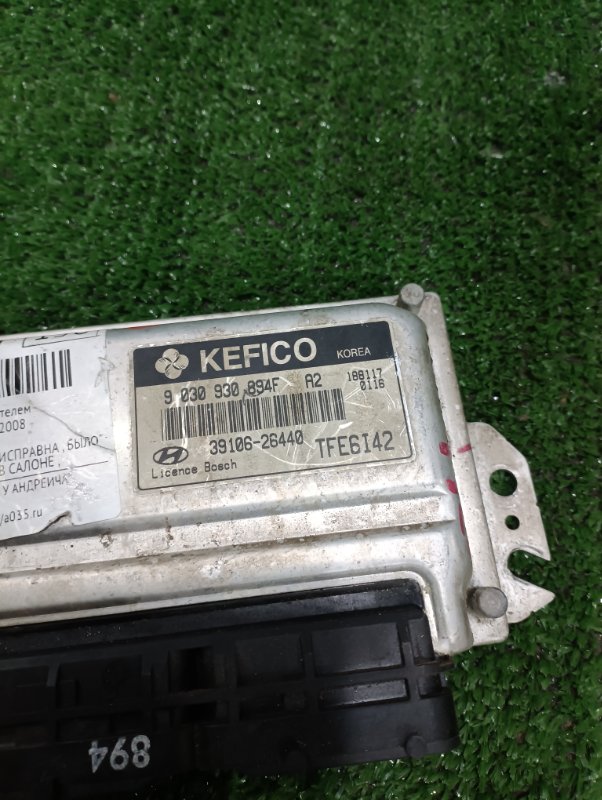 KEFICO KOREA
9 030 930 894F A2 188117
0116
39106-26440 TFE6I42
Licence Bosch
телем
2008
ИСПРАВНА , БЫЛО
В САЛОНЕ ,
У АНДРЕИЧА
/a035.ru
894